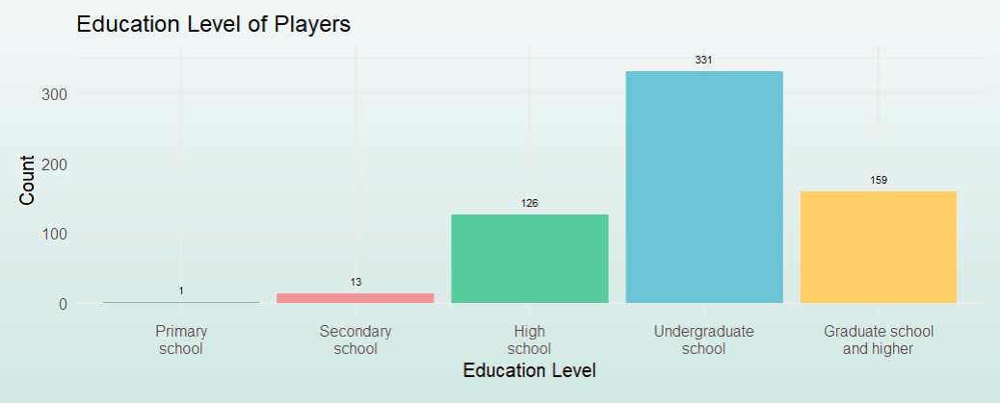 Education Level of Players
Count
300
200
100
0
1
13
126
331
159
Primary
school
Secondary
school
High
school
Undergraduate
school
Graduate school
and higher
Education Level